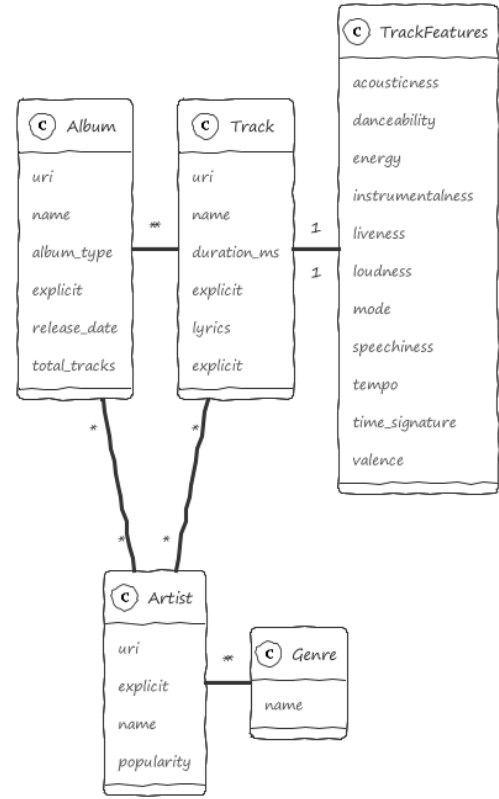 C Album
uri
name
album_type
explicit
release_date
total_tracks
**
C Track
uri
name
duration_ms
explicit
lyrics
explicit
1
1
C TrackFeatures
acousticness
danceability
energy
instrumentalness
liveness
loudness
mode
speechiness
tempo
time_signature
valence
*
*
*
*
C Artist
uri
explicit
name
popularity
**
C Genre
name